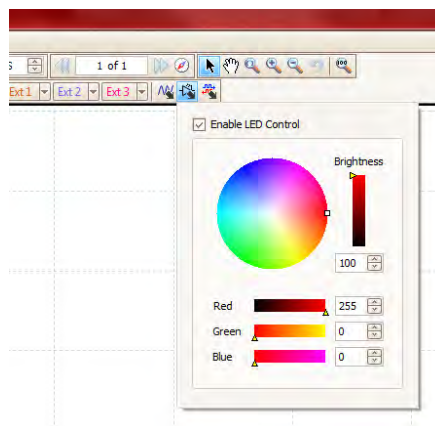 S 1 of 1
Ext 1 Ext 2 Ext 3
Enable LED Control
Brightness
100
Red 255
Green 0
Blue 0